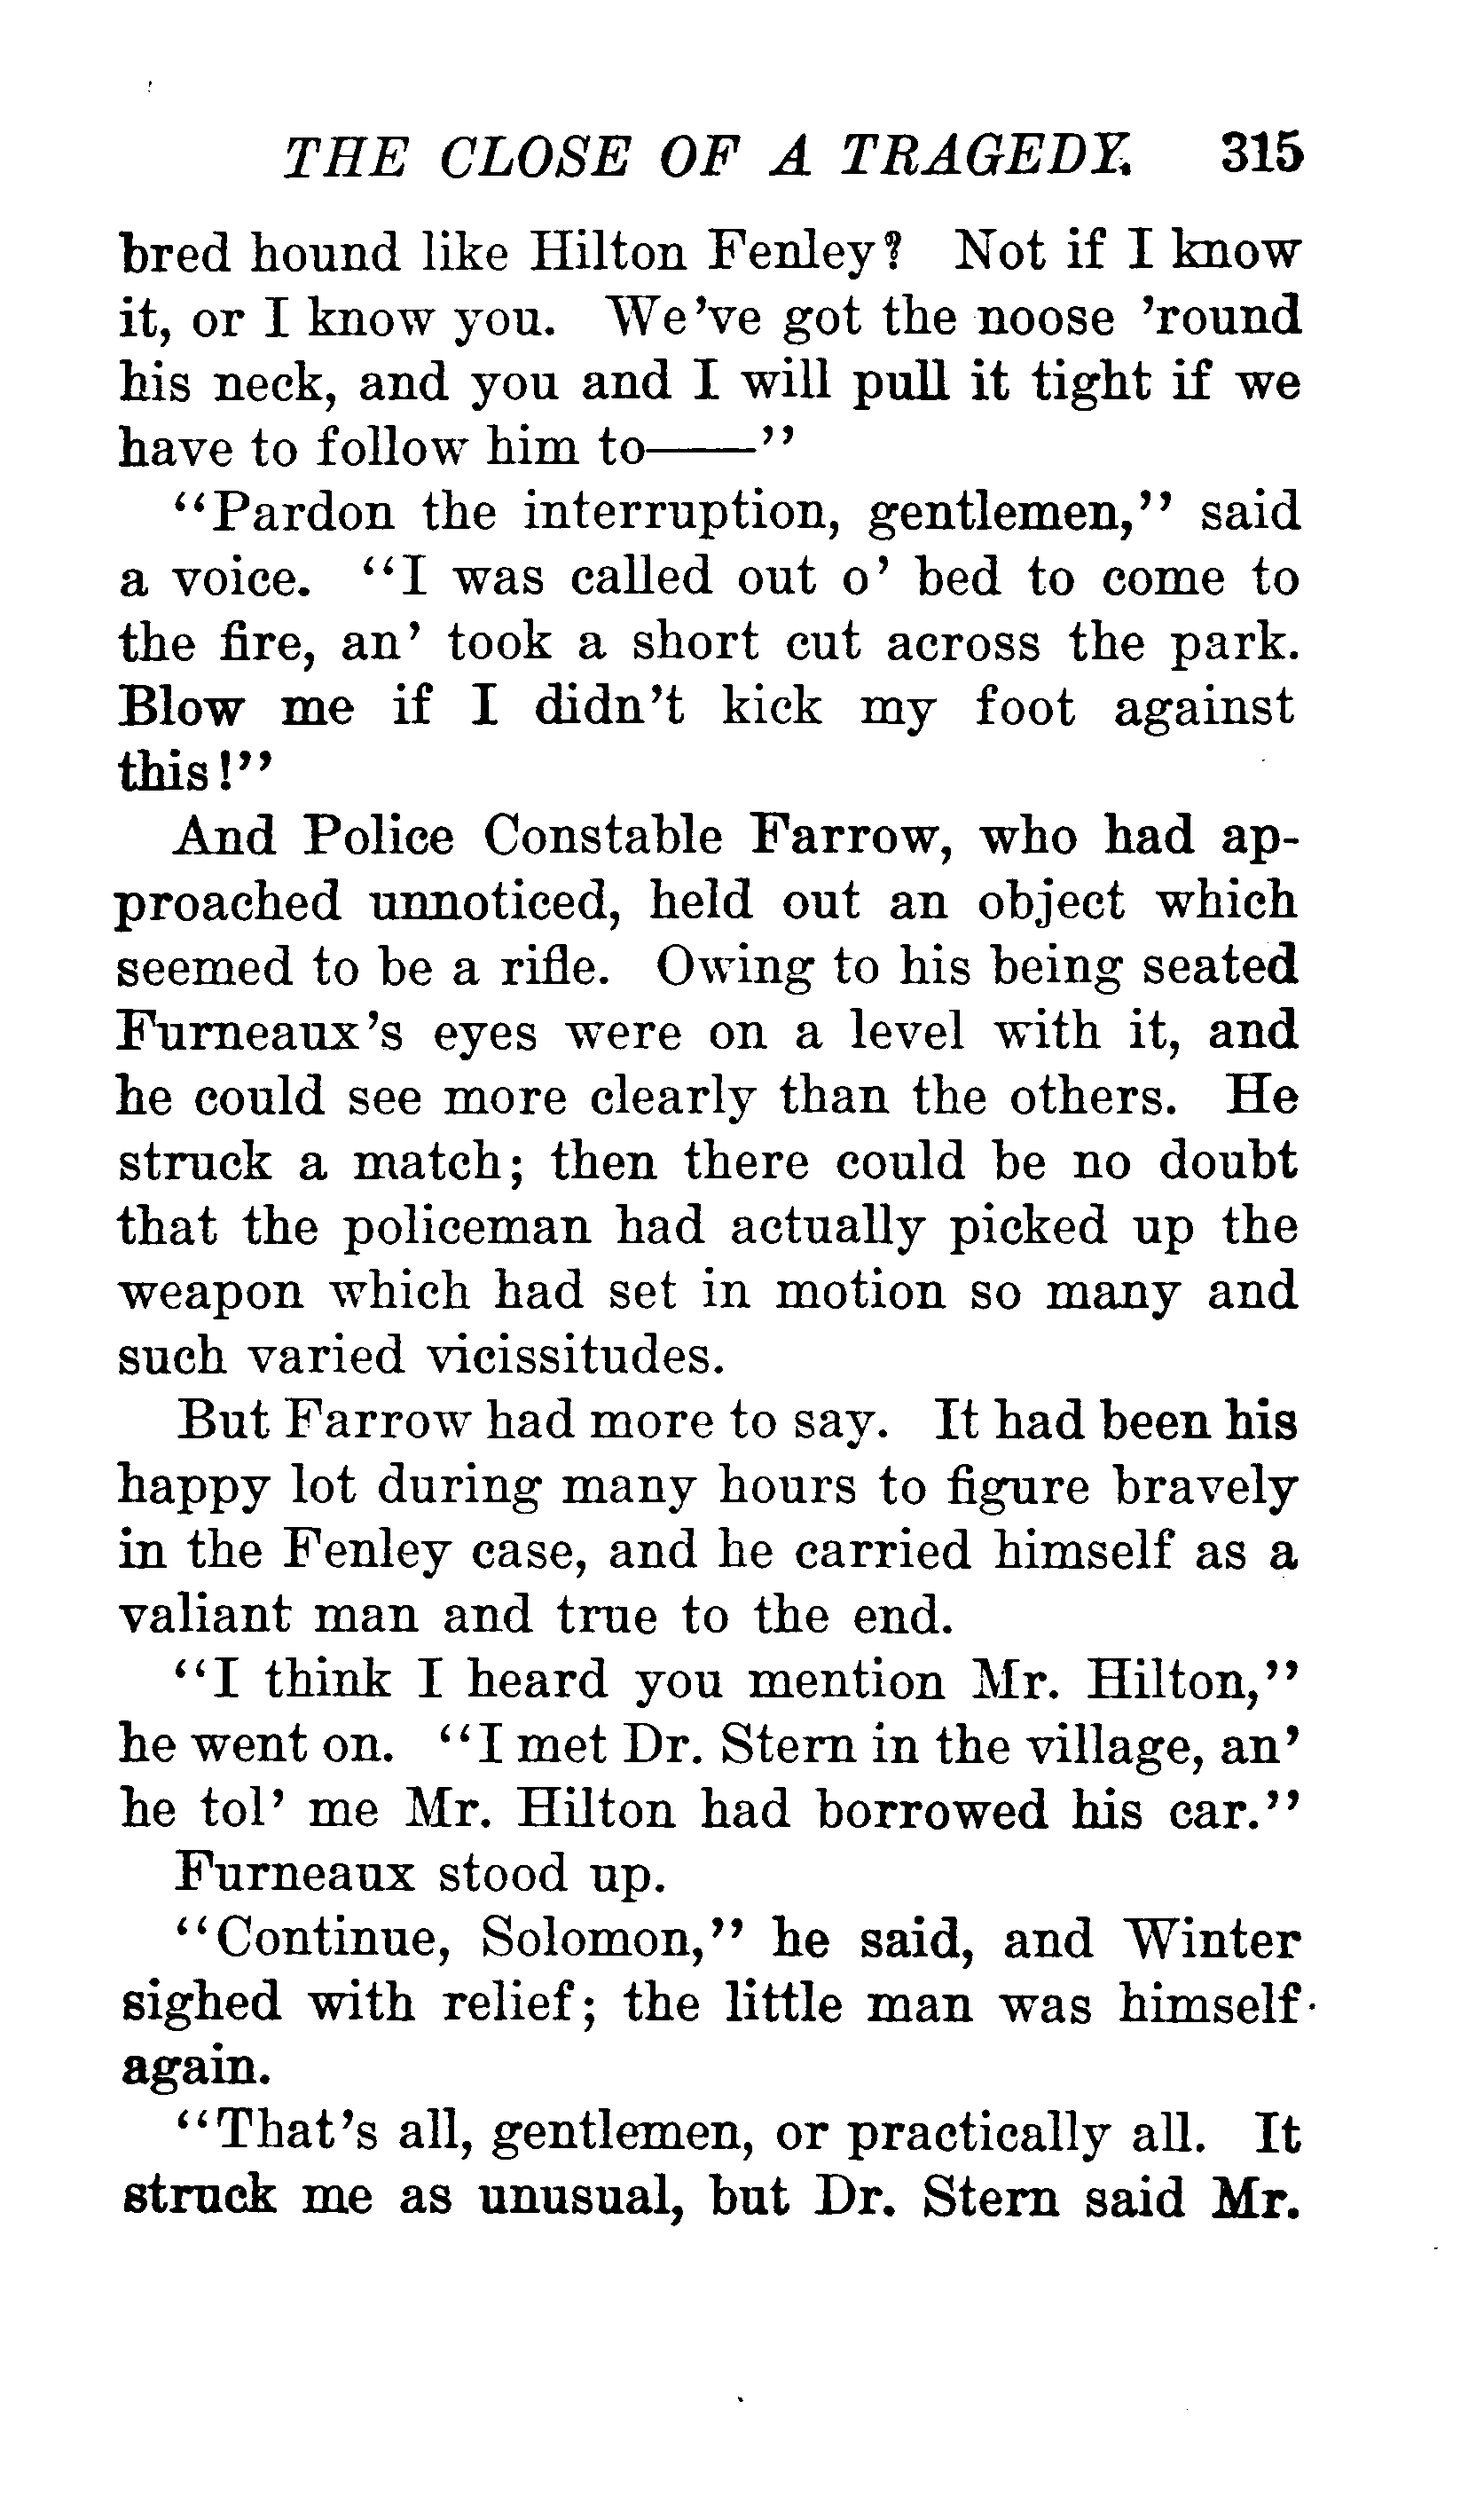 THE CLOSE OF A TRAGEDY. 315
bred hound like Hilton Fenley? Not if I know
it, or I know you. We've got the noose 'round
his neck, and you and I will pull it tight if we
have to follow him to——"
"Pardon the interruption, gentlemen," said
a voice. "I was called out o' bed to come to
the fire, an' took a short cut across the park.
Blow me if I didn't kick my foot against
this!"
And Police Constable Farrow, who had ap-
proached unnoticed, held out an object which
seemed to be a rifle. Owing to his being seated
Furneaux's eyes were on a level with it, and
he could see more clearly than the others. He
struck a match; then there could be no doubt
that the policeman had actually picked up the
weapon which had set in motion so many and
such varied vicissitudes.
But Farrow had more to say. It had been his
happy lot during many hours to figure bravely
in the Fenley case, and he carried himself as a
valiant man and true to the end.
"I think I heard you mention Mr. Hilton,"
he went on. "I met Dr. Stern in the village, an'
he tol' me Mr. Hilton had borrowed his car."
Furneaux stood up.
"Continue, Solomon," he said, and Winter
sighed with relief; the little man was himself
again.
"That's all, gentlemen, or practically all. It
struck me as unusual, but Dr. Stern said Mr.